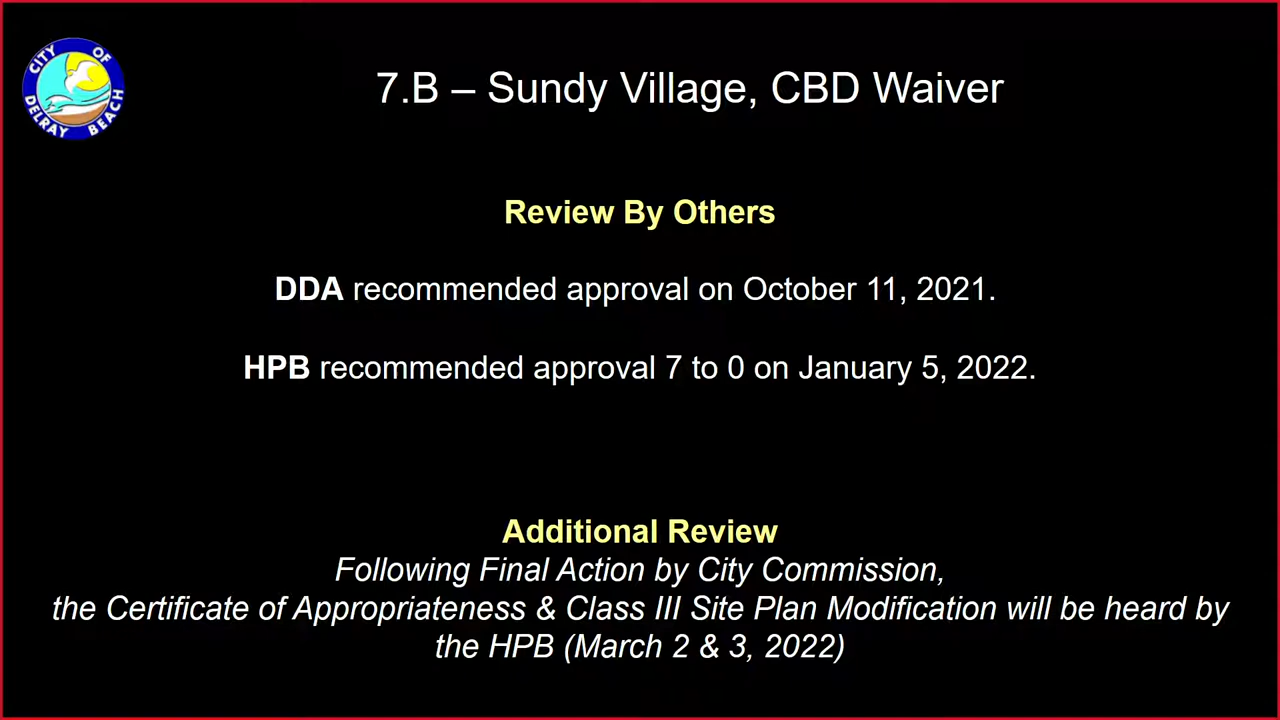 CITY OF
DELRAY BEACH
7.B – Sundy Village, CBD Waiver
Review By Others
DDA recommended approval on October 11, 2021.
HPB recommended approval 7 to 0 on January 5, 2022.
Additional Review
Following Final Action by City Commission,
the Certificate of Appropriateness & Class III Site Plan Modification will be heard by
the HPB (March 2 & 3, 2022)